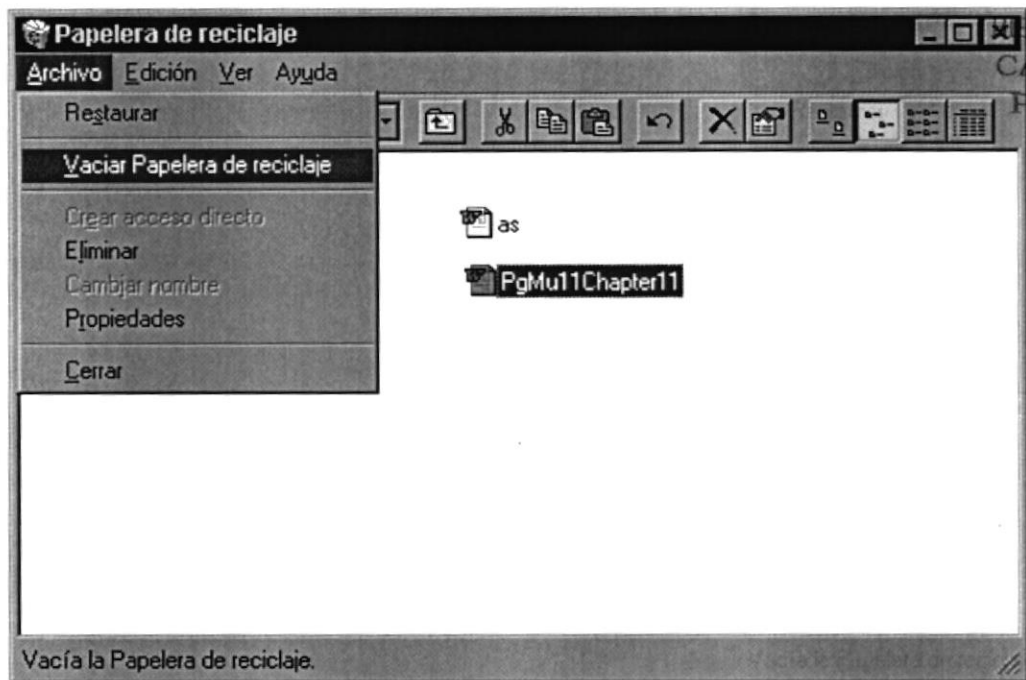 Papelera de reciclaje
Archivo Edición Ver Ayuda
Restaurar
Vaciar Papelera de reciclaje
Crear acceso directo
Eliminar
Cambiar nombre
Propiedades
Cerrar
as
PgMu11Chapter11
Vacía la Papelera de reciclaje.